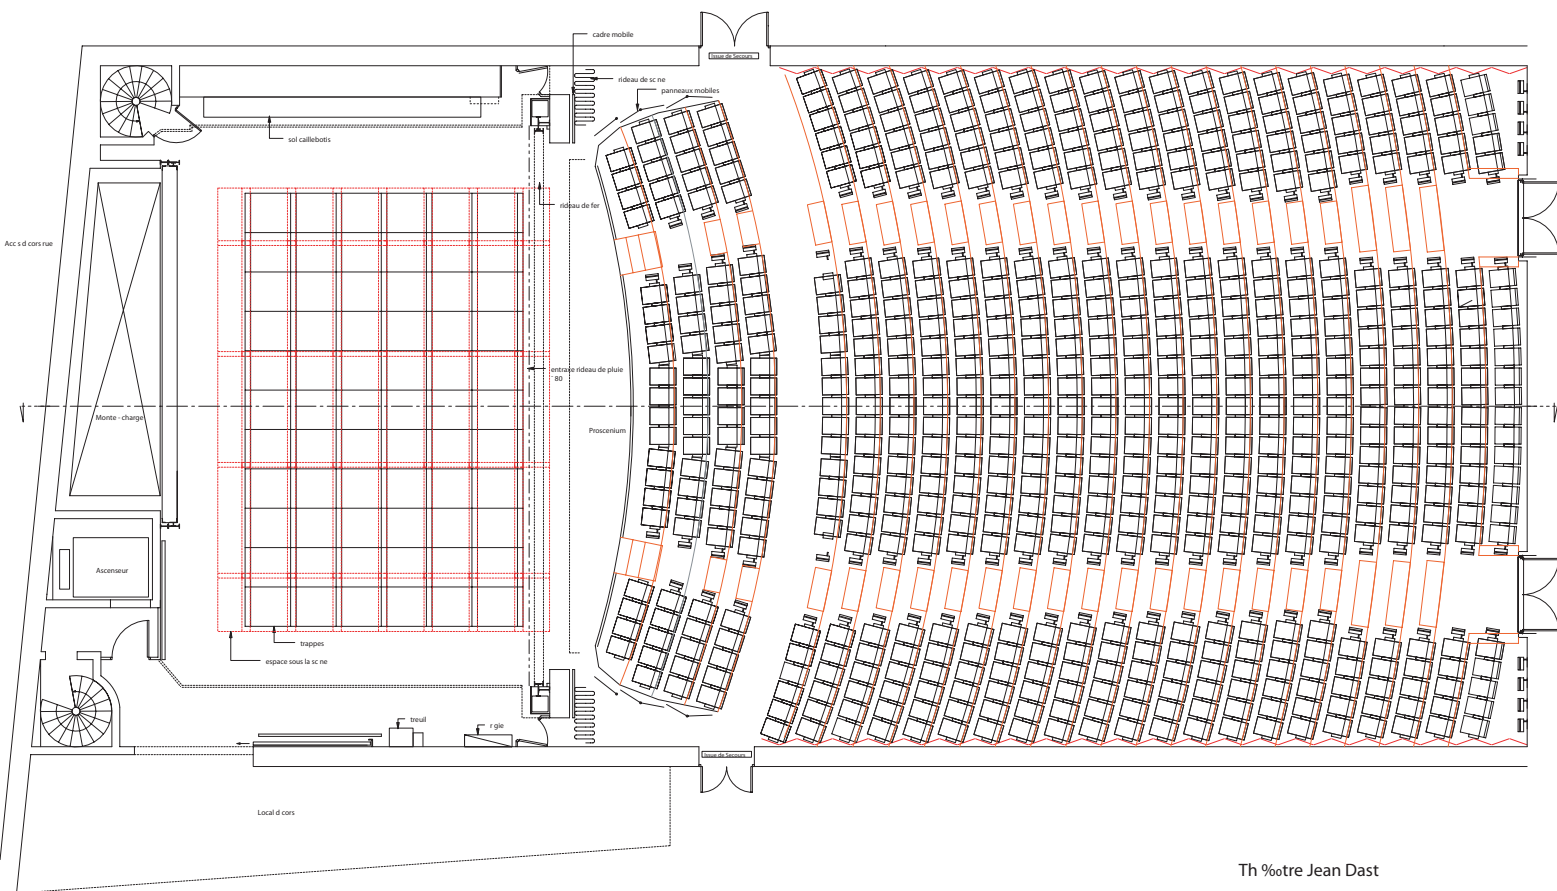 cadre mobile
Issue de Secours
rideau de sc ne
panneaux mobiles
sol caillebotis
rideau de fer
Acc s d cors rue
entraxe rideau de pluie
80
Monte - charge
Proscenium
Ascenseur
trappes
espace sous la sc ne
treuil
r gie
Issue de Secours
Local d cors
Th ‰tre Jean Dast